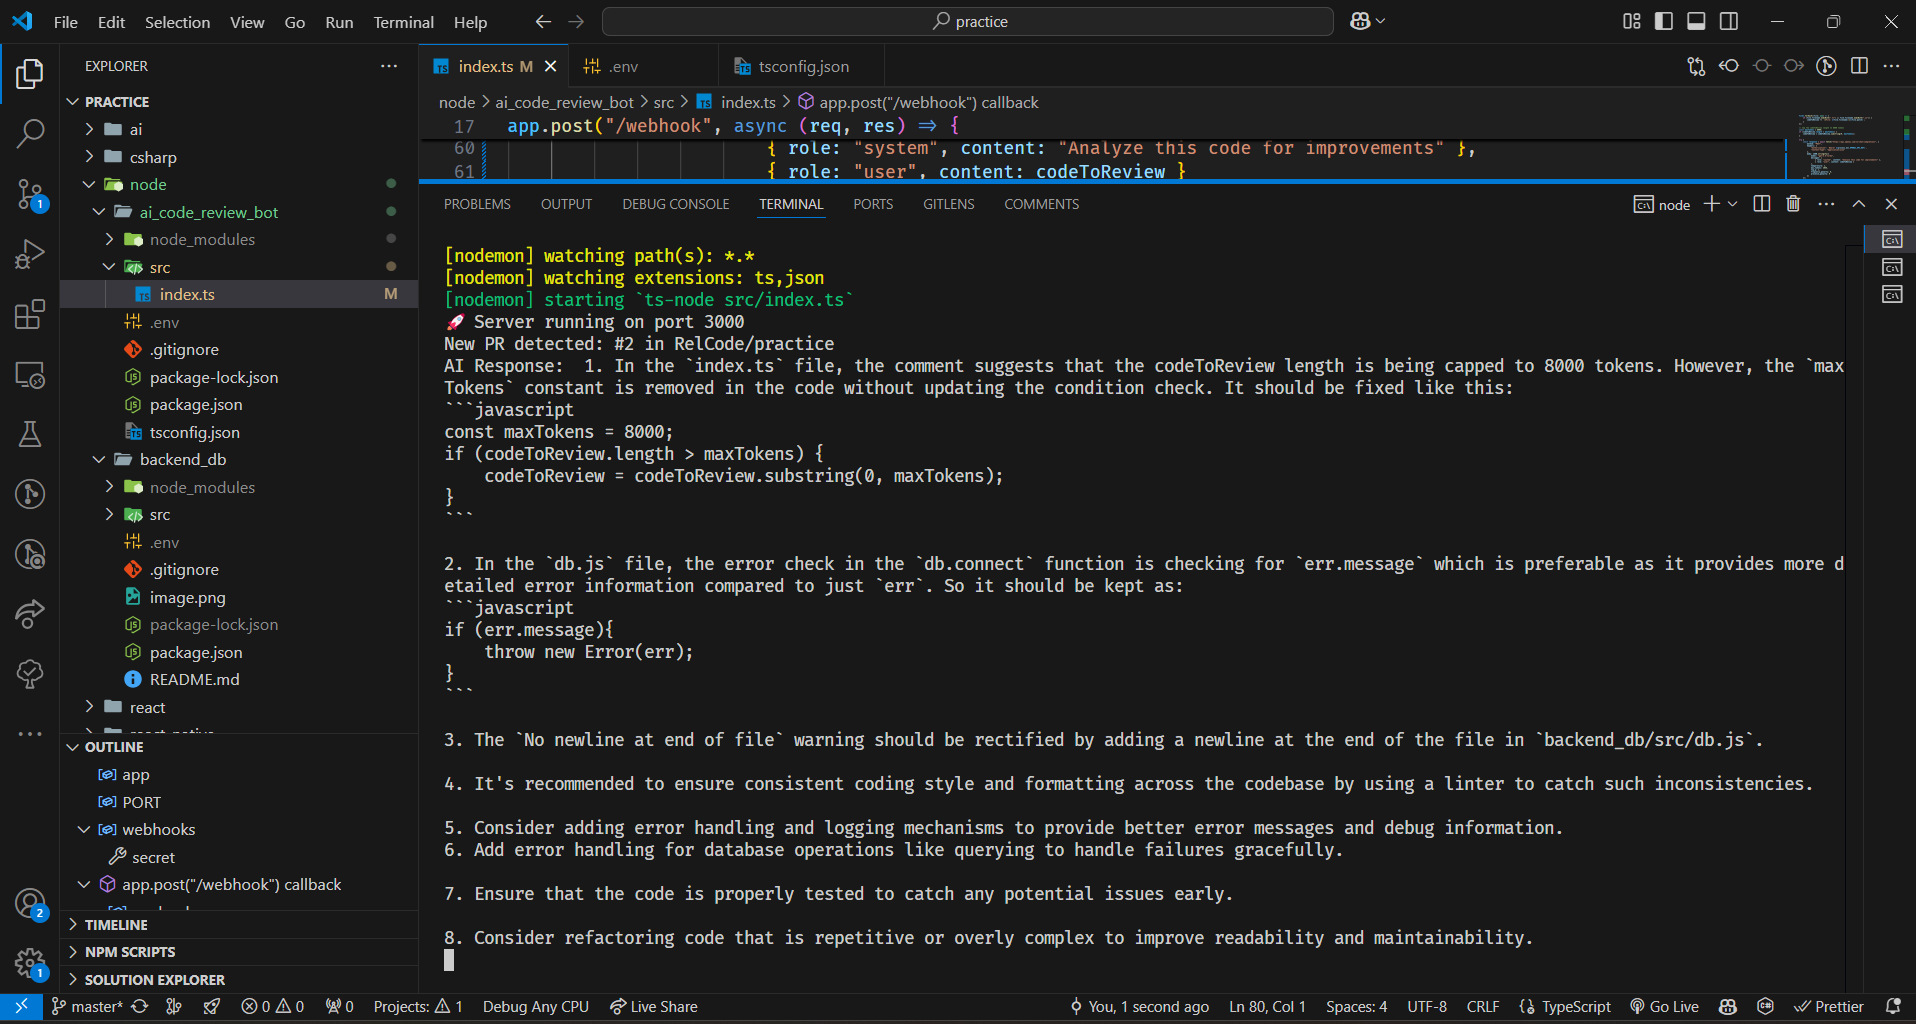 File Edit Selection View Go Run Terminal Help
practice
EXPLORER
PRACTICE
ai
csharp
node
ai_code_review_bot
node_modules
src
index.ts M
.env
.gitignore
package-lock.json
package.json
tsconfig.json
backend_db
node_modules
src
.env
.gitignore
image.png
package-lock.json
package.json
README.md
react
OUTLINE
app
PORT
webhooks
secret
app.post("/webhook") callback
TIMELINE
NPM SCRIPTS
SOLUTION EXPLORER
index.ts M
.env
tsconfig.json
node > ai_code_review_bot > src > index.ts > app.post("/webhook") callback
17 app.post("/webhook", async (req, res) => {
60 { role: "system", content: "Analyze this code for improvements" },
61 { role: "user", content: codeToReview }
PROBLEMS OUTPUT DEBUG CONSOLE TERMINAL PORTS GITLENS COMMENTS
node
[nodemon] watching path(s): *.*
[nodemon] watching extensions: ts,json
[nodemon] starting `ts-node src/index.ts`
🚀 Server running on port 3000
New PR detected: #2 in RelCode/practice
AI Response:  1. In the `index.ts` file, the comment suggests that the codeToReview length is being capped to 8000 tokens. However, the `max
Tokens` constant is removed in the code without updating the condition check. It should be fixed like this:
```javascript
const maxTokens = 8000;
if (codeToReview.length > maxTokens) {
    codeToReview = codeToReview.substring(0, maxTokens);
}
```
2. In the `db.js` file, the error check in the `db.connect` function is checking for `err.message` which is preferable as it provides more d
etailed error information compared to just `err`. So it should be kept as:
```javascript
if (err.message){
    throw new Error(err);
}
```
3. The `No newline at end of file` warning should be rectified by adding a newline at the end of the file in `backend_db/src/db.js`.
4. It's recommended to ensure consistent coding style and formatting across the codebase by using a linter to catch such inconsistencies.
5. Consider adding error handling and logging mechanisms to provide better error messages and debug information.
6. Add error handling for database operations like querying to handle failures gracefully.
7. Ensure that the code is properly tested to catch any potential issues early.
8. Consider refactoring code that is repetitive or overly complex to improve readability and maintainability.
1
2
1
master* 0 0 0 Projects: 1 Debug Any CPU Live Share You, 1 second ago Ln 80, Col 1 Spaces: 4 UTF-8 CRLF TypeScript Go Live Prettier